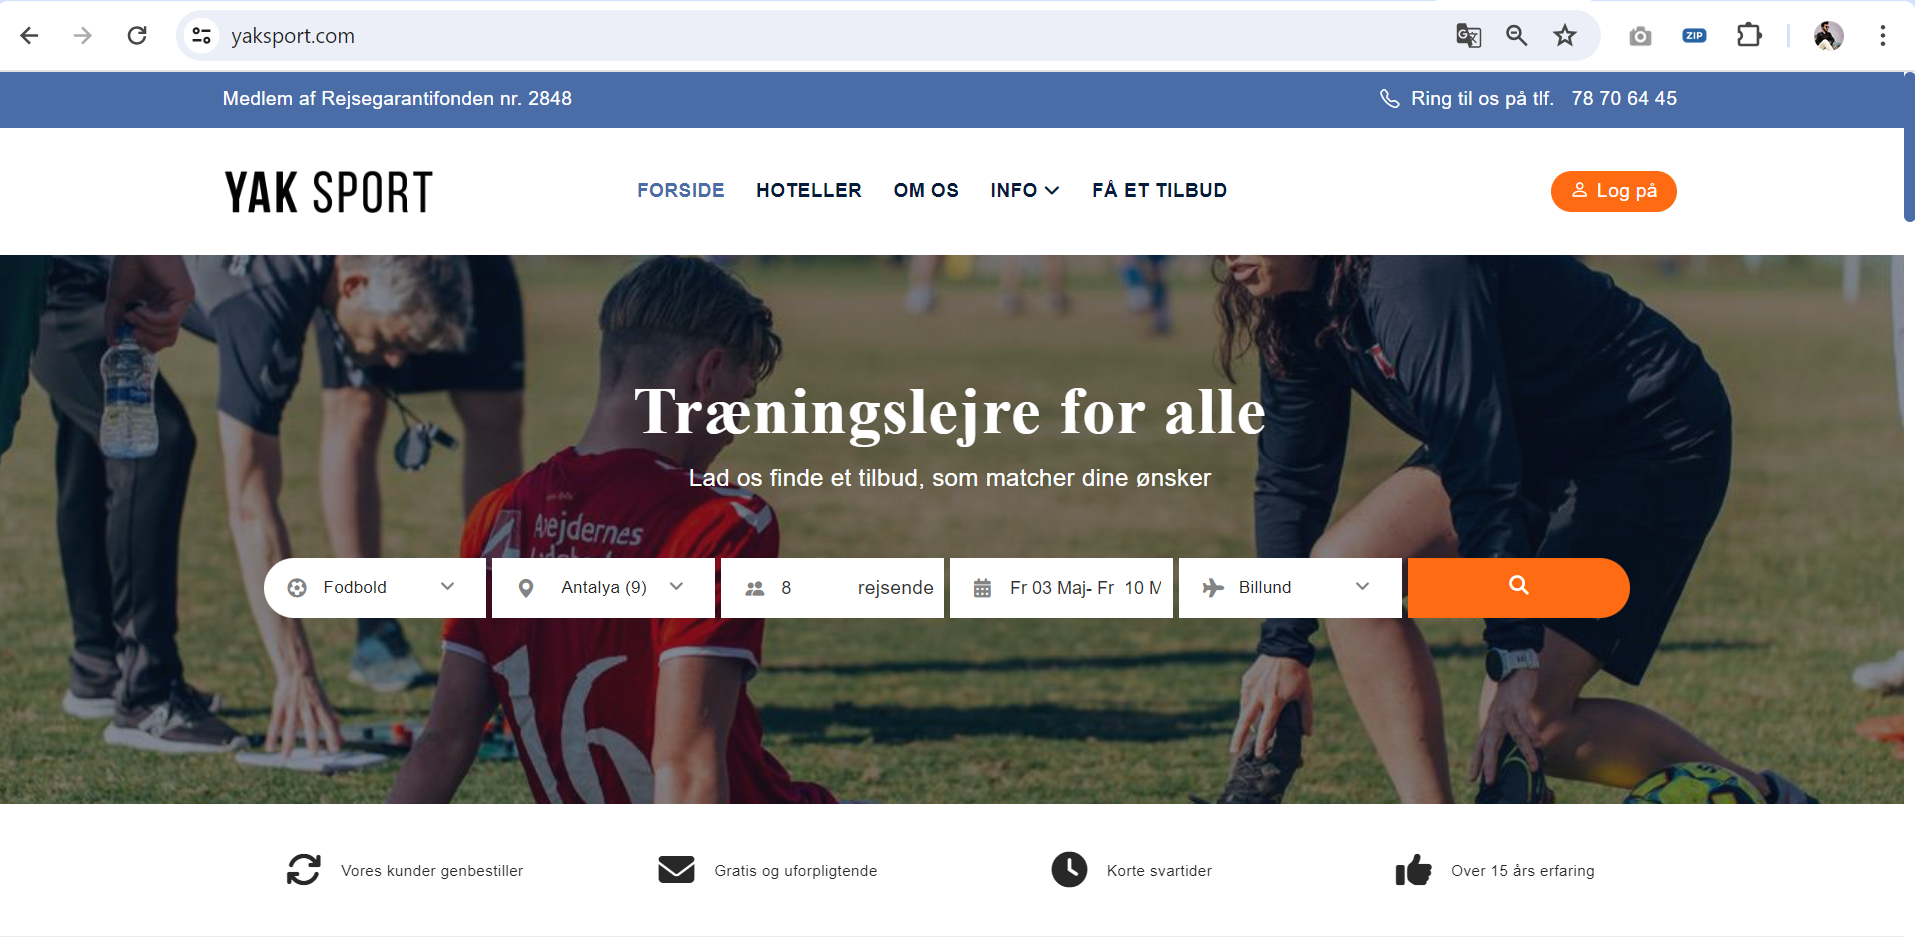 yaksport.com
ZIP
Medlem af Rejsegarantifonden nr. 2848
Ring til os på tlf. 78 70 64 45
YAK SPORT
FORSIDE
HOTELLER
OM OS
INFO
FÅ ET TILBUD
Log på
Træningslejre for alle
Lad os finde et tilbud, som matcher dine ønsker
Fodbold
Antalya (9)
8 rejsende
Fr 03 Maj- Fr 10 M
Billund
16
Vores kunder genbestiller
Gratis og uforpligtende
Korte svartider
Over 15 års erfaring